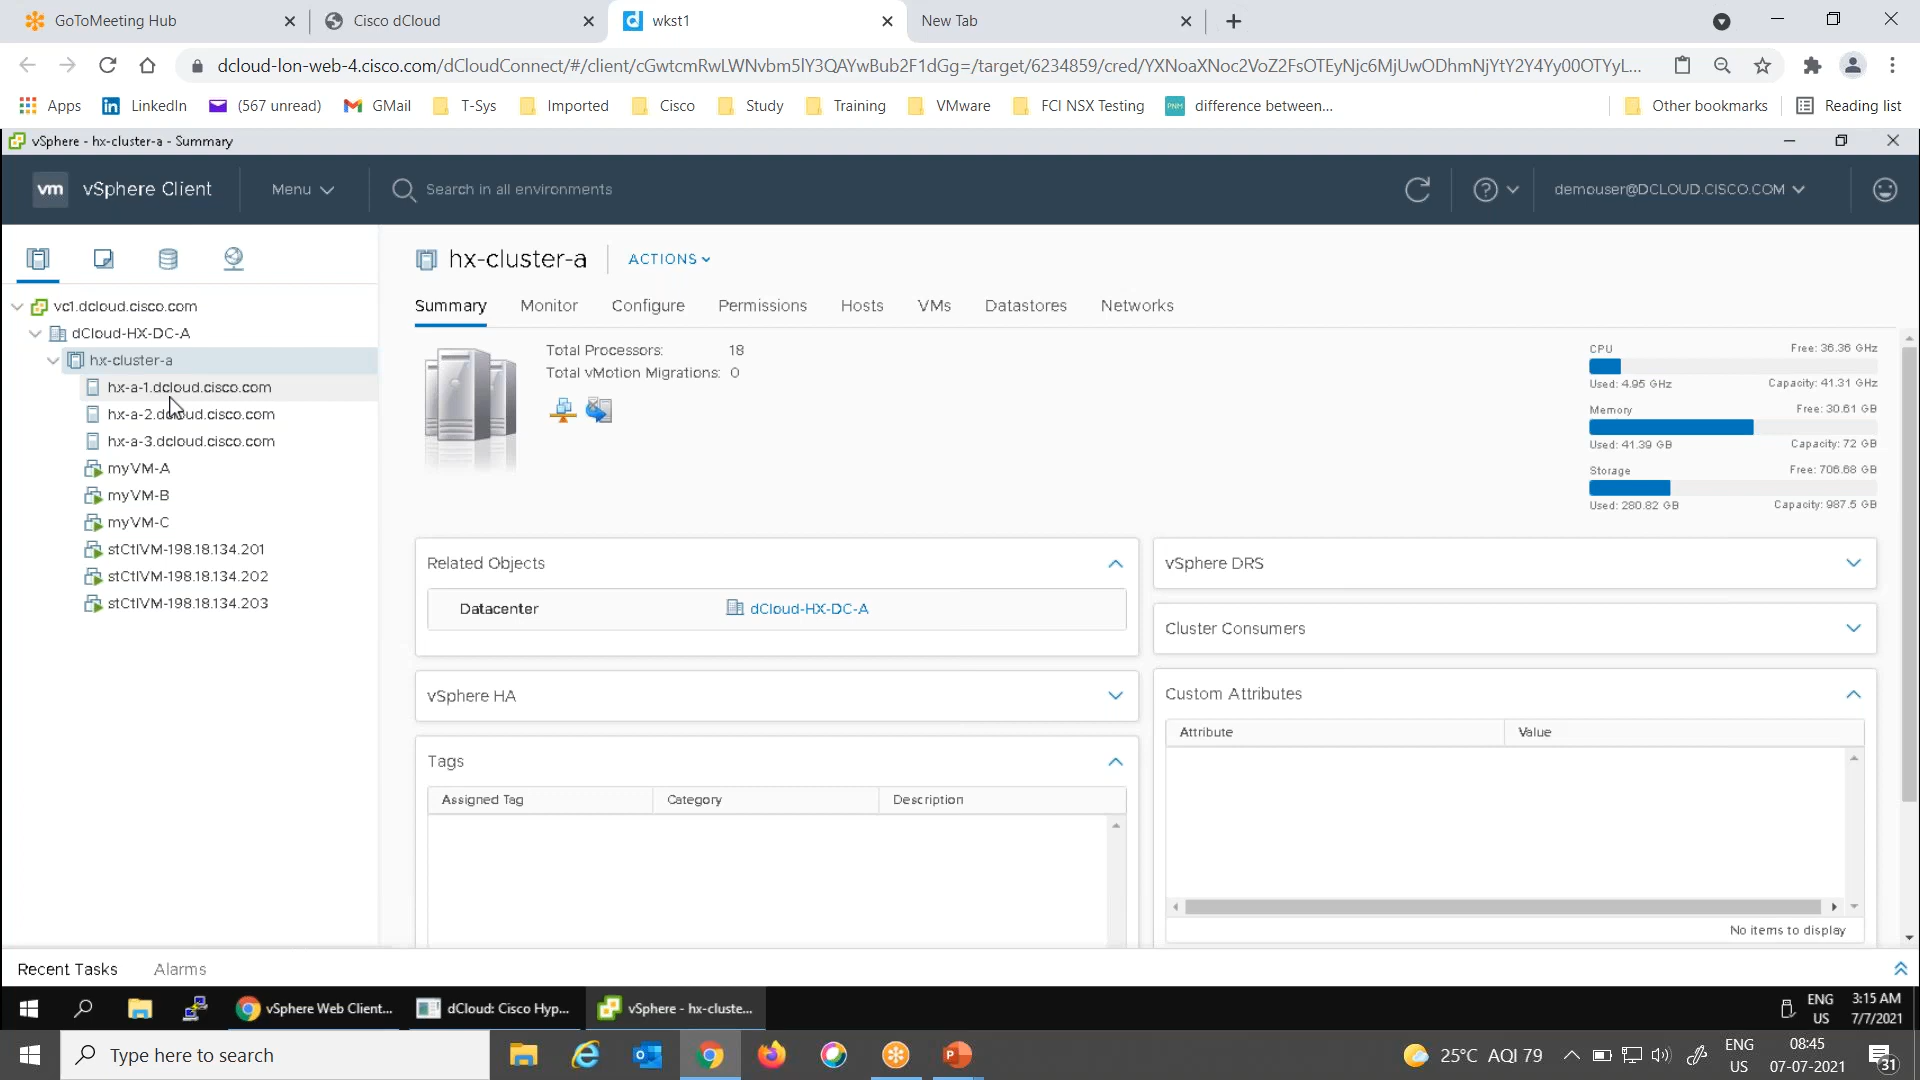 GoToMeeting Hub
Cisco dCloud
wkst1
New Tab
dcloud-lon-web-4.cisco.com/dCloudConnect/#/client/cGwtcmRwLWNvbm5lY3QAYwBub2F1dGg=/target/6234859/cred/YXNoaXNoc2VoZ2FsOTEyNjc6MjUwODhmNjYtY2Y4Yy00OTYyL...
Apps LinkedIn (567 unread) GMail T-Sys Imported Cisco Study Training VMware FCI NSX Testing PNM difference between... Other bookmarks Reading list
vSphere - hx-cluster-a - Summary
vm vSphere Client Menu Search in all environments demouser@DCLOUD.CISCO.COM
hx-cluster-a ACTIONS
Summary Monitor Configure Permissions Hosts VMs Datastores Networks
vc1.dcloud.cisco.com
dCloud-HX-DC-A
hx-cluster-a
hx-a-1.dcloud.cisco.com
hx-a-2.dcloud.cisco.com
hx-a-3.dcloud.cisco.com
myVM-A
myVM-B
myVM-C
stCtlVM-198.18.134.201
stCtlVM-198.18.134.202
stCtlVM-198.18.134.203
Total Processors: 18
Total vMotion Migrations: 0
CPU Free: 36.36 GHz
Used: 4.95 GHz Capacity: 41.31 GHz
Memory Free: 30.61 GB
Used: 41.39 GB Capacity: 72 GB
Storage Free: 706.68 GB
Used: 280.82 GB Capacity: 987.5 GB
Related Objects
Datacenter dCloud-HX-DC-A
vSphere HA
Tags
Assigned Tag Category Description
vSphere DRS
Cluster Consumers
Custom Attributes
Attribute Value
No items to display
Recent Tasks Alarms
vSphere Web Client... dCloud: Cisco Hyp... vSphere - hx-cluste... ENG 3:15 AM
US 7/7/2021
Type here to search 25°C AQI 79 ENG 08:45
US 07-07-2021 31